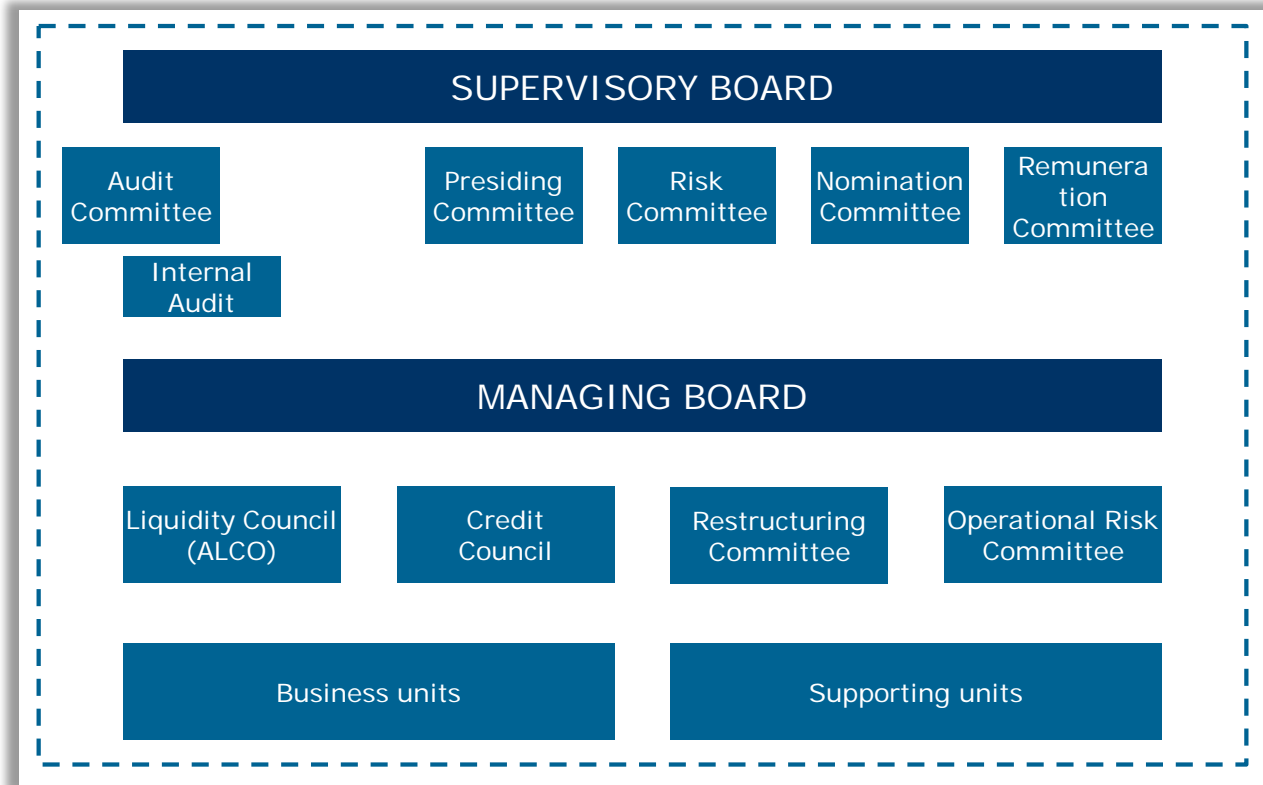 SUPERVISORY BOARD
Audit
Committee
Presiding
Committee
Risk
Committee
Nomination
Committee
Remunera
tion
Committee
Internal
Audit
MANAGING BOARD
Liquidity Council
(ALCO)
Credit
Council
Restructuring
Committee
Operational Risk
Committee
Business units
Supporting units